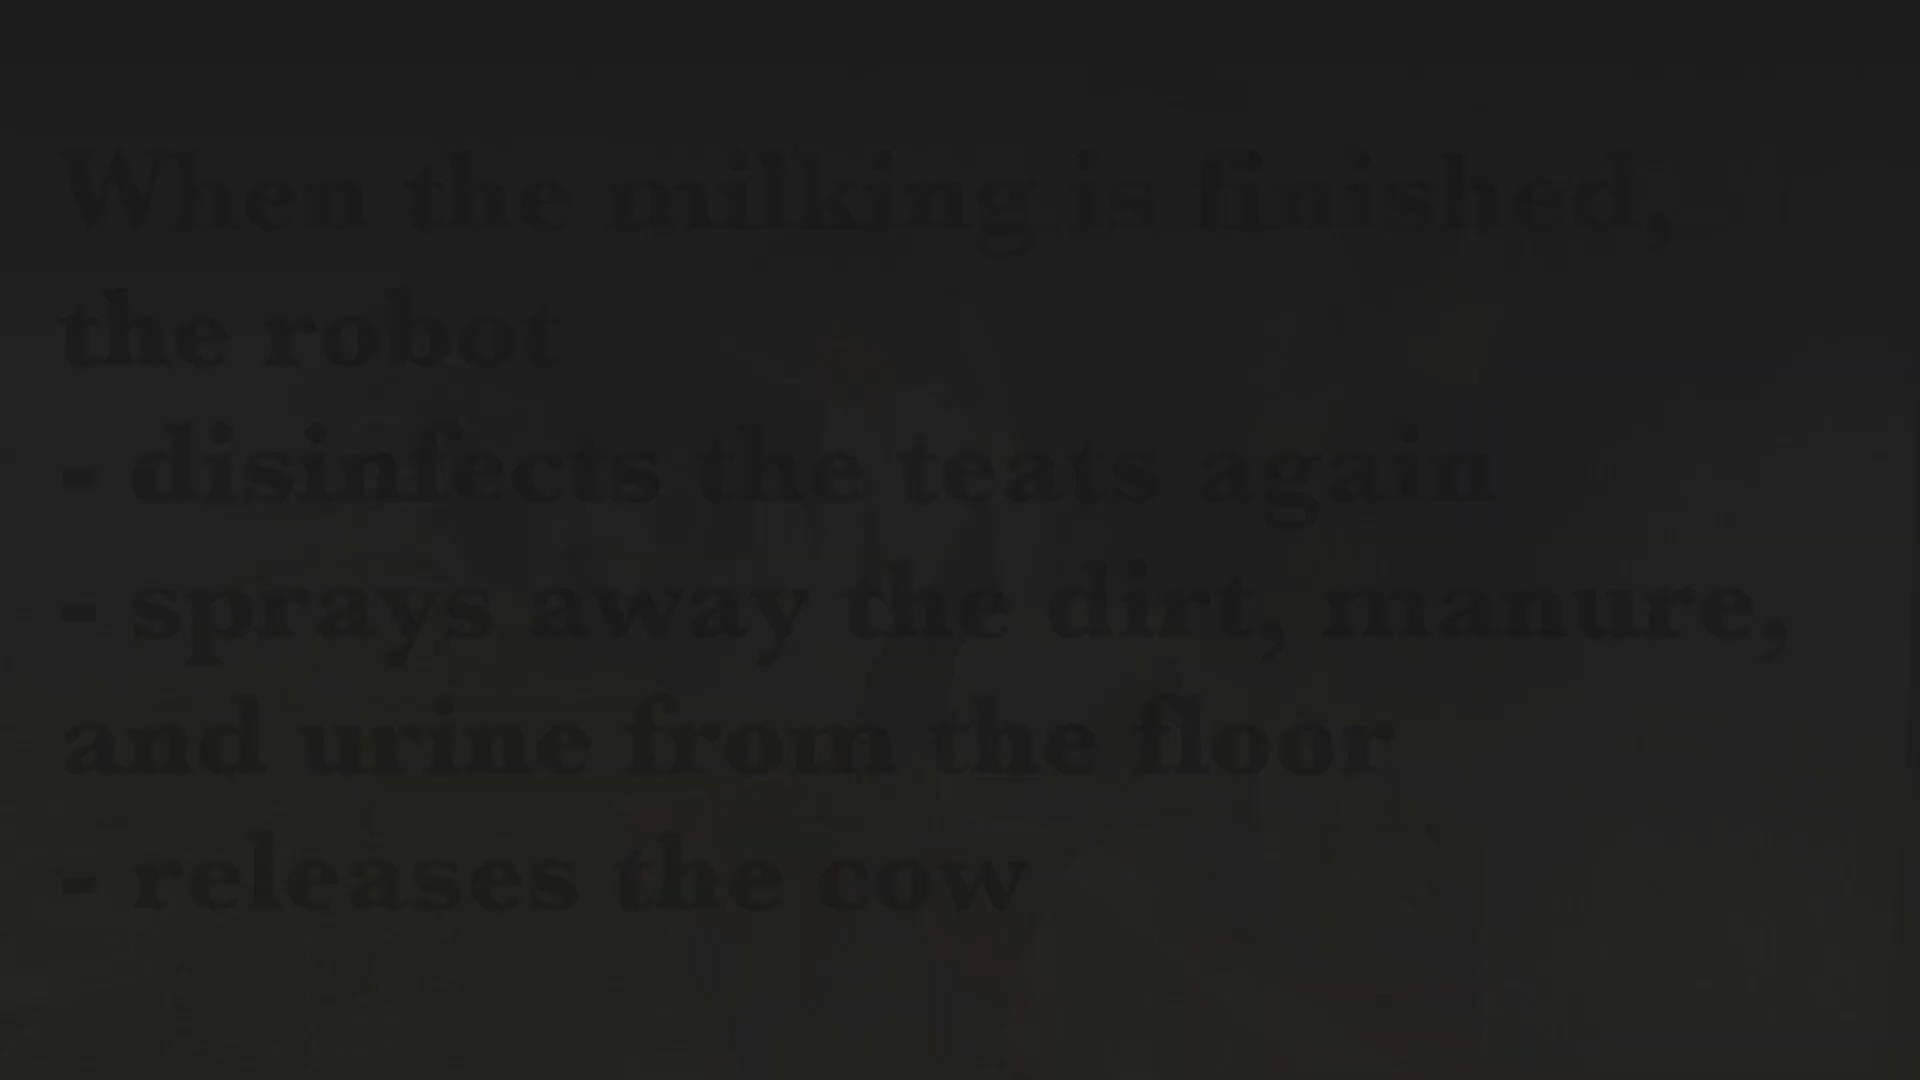 When the milking is finished,
the robot
- disinfects the teats again
- sprays away the dirt, manure,
and urine from the floor
- releases the cow